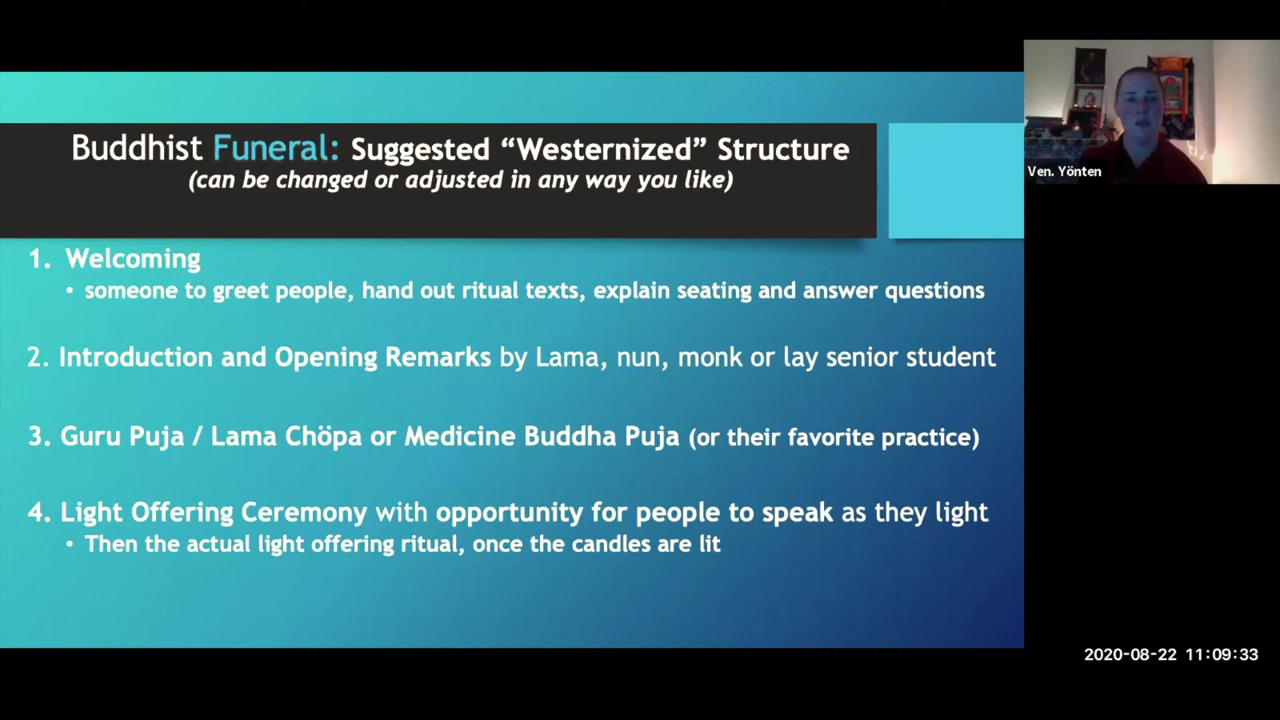 Buddhist Funeral: Suggested “Westernized” Structure
(can be changed or adjusted in any way you like)
1. Welcoming
• someone to greet people, hand out ritual texts, explain seating and answer questions
2. Introduction and Opening Remarks by Lama, nun, monk or lay senior student
3. Guru Puja / Lama Chöpa or Medicine Buddha Puja (or their favorite practice)
4. Light Offering Ceremony with opportunity for people to speak as they light
• Then the actual light offering ritual, once the candles are lit
Ven. Yönten
2020-08-22 11:09:33